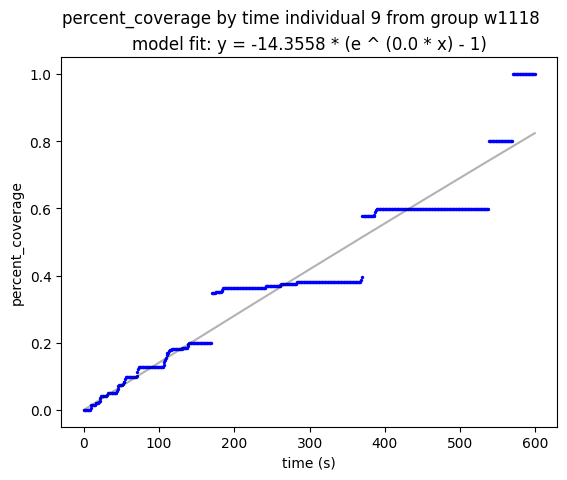 percent_coverage by time individual 9 from group w1118
model fit: y = -14.3558 * (e ^ (0.0 * x) - 1)
1.0
0.8
0.6
0.4
0.2
0.0
percent_coverage
0 100 200 300 400 500 600
time (s)